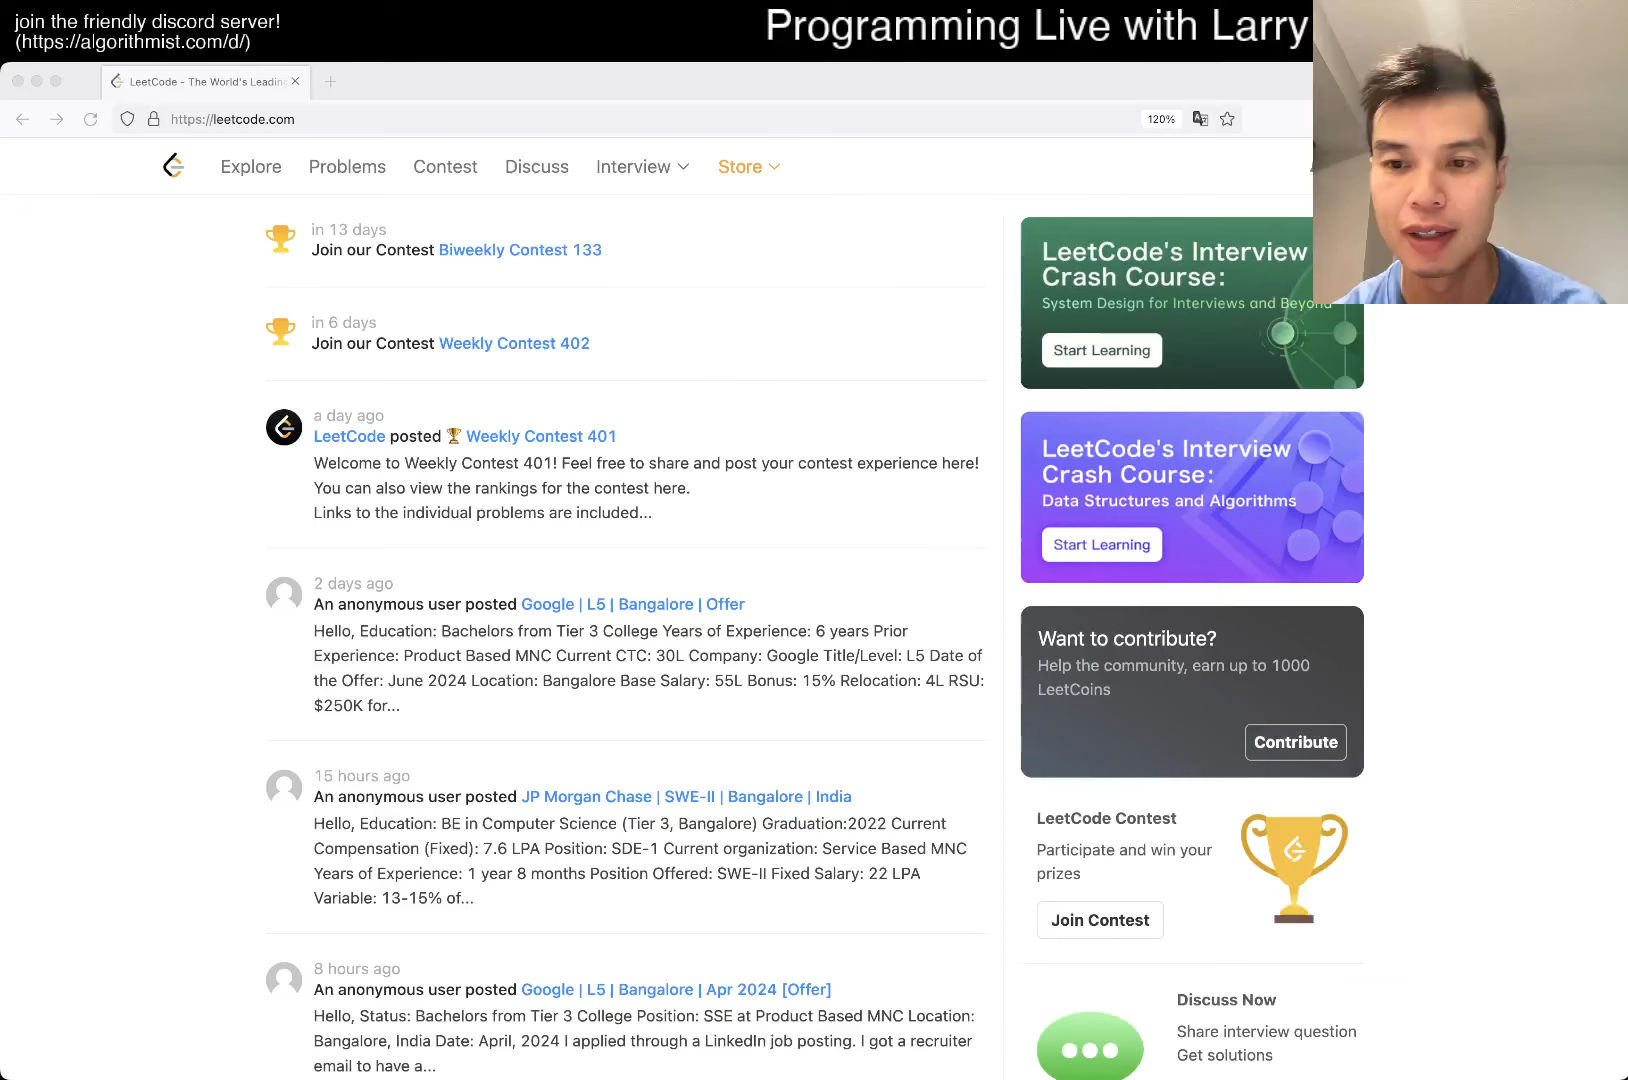 join the friendly discord server!
(https://algorithmist.com/d/)
Programming Live with Larry
LeetCode - The World's Leading
https://leetcode.com
120%
Explore
Problems
Contest
Discuss
Interview
Store
in 13 days
Join our Contest Biweekly Contest 133
in 6 days
Join our Contest Weekly Contest 402
a day ago
LeetCode posted 🏆 Weekly Contest 401
Welcome to Weekly Contest 401! Feel free to share and post your contest experience here!
You can also view the rankings for the contest here.
Links to the individual problems are included...
2 days ago
An anonymous user posted Google | L5 | Bangalore | Offer
Hello, Education: Bachelors from Tier 3 College Years of Experience: 6 years Prior
Experience: Product Based MNC Current CTC: 30L Company: Google Title/Level: L5 Date of
the Offer: June 2024 Location: Bangalore Base Salary: 55L Bonus: 15% Relocation: 4L RSU:
$250K for...
15 hours ago
An anonymous user posted JP Morgan Chase | SWE-II | Bangalore | India
Hello, Education: BE in Computer Science (Tier 3, Bangalore) Graduation:2022 Current
Compensation (Fixed): 7.6 LPA Position: SDE-1 Current organization: Service Based MNC
Years of Experience: 1 year 8 months Position Offered: SWE-II Fixed Salary: 22 LPA
Variable: 13-15% of...
8 hours ago
An anonymous user posted Google | L5 | Bangalore | Apr 2024 [Offer]
Hello, Status: Bachelors from Tier 3 College Position: SSE at Product Based MNC Location:
Bangalore, India Date: April, 2024 I applied through a LinkedIn job posting. I got a recruiter
email to have a...
LeetCode's Interview
Crash Course:
System Design for Interviews and Beyond
Start Learning
LeetCode's Interview
Crash Course:
Data Structures and Algorithms
Start Learning
Want to contribute?
Help the community, earn up to 1000
LeetCoins
Contribute
LeetCode Contest
Participate and win your
prizes
Join Contest
Discuss Now
Share interview question
Get solutions